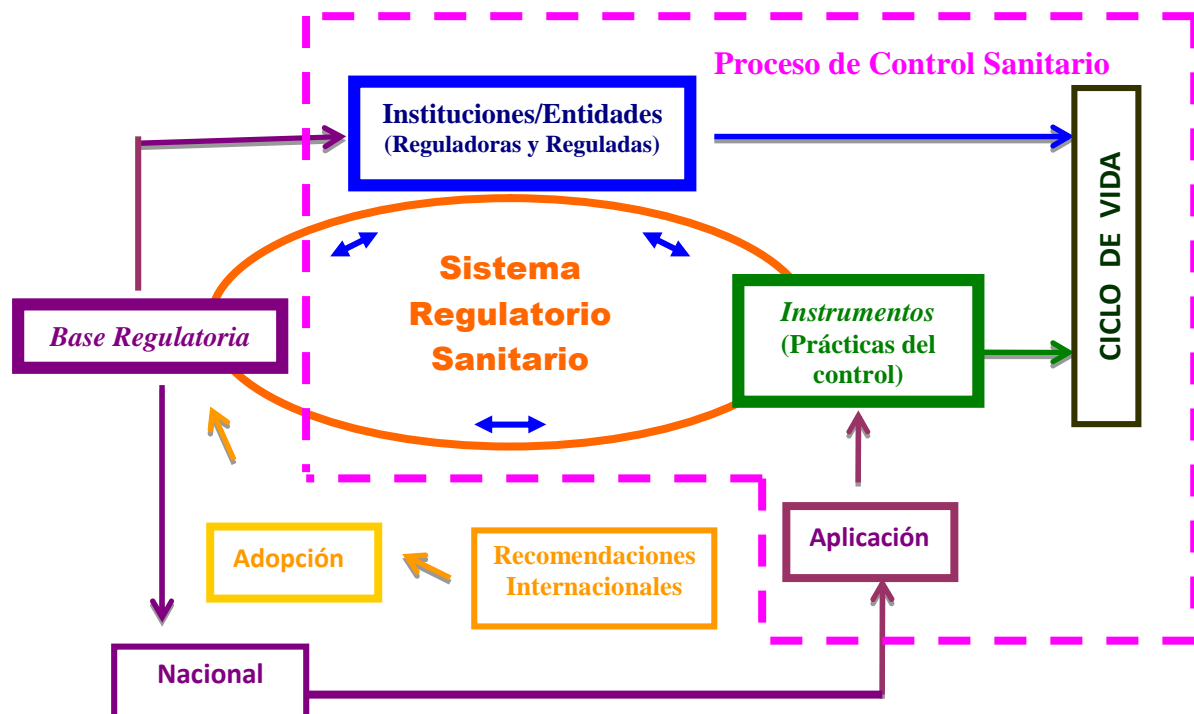 Proceso de Control Sanitario
Instituciones/Entidades
(Reguladoras y Reguladas)
CICLO DE VIDA
Sistema
Regulatorio
Sanitario
Base Regulatoria
Instrumentos
(Prácticas del
control)
Adopción
Recomendaciones
Internacionales
Aplicación
Nacional